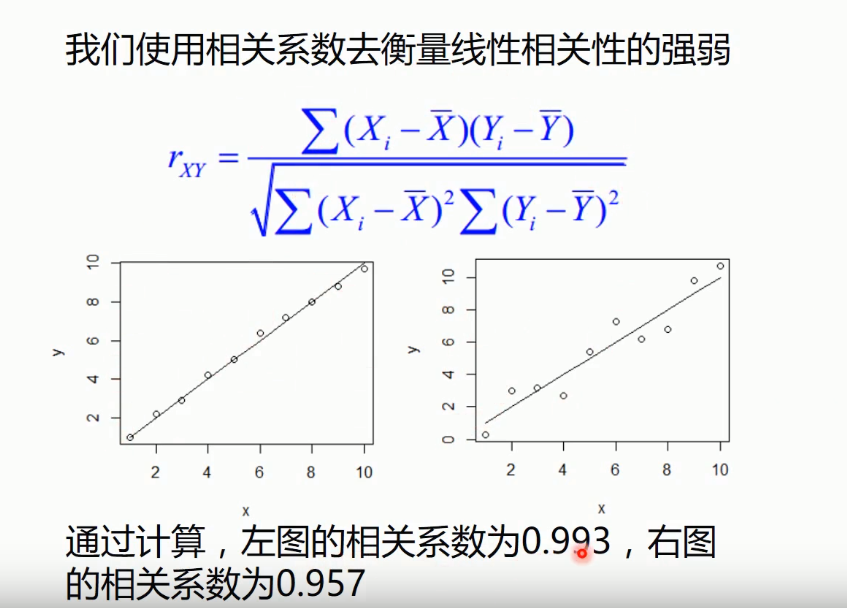 我们使用相关系数去衡量线性相关性的强弱
r_{XY} = \frac{\sum (X_i - \overline{X})(Y_i - \overline{Y})}{\sqrt{\sum (X_i - \overline{X})^2 \sum (Y_i - \overline{Y})^2}}
y
10
8
6
4
2
2 4 6 8 10
x
y
10
8
6
4
2
0
2 4 6 8 10
x
通过计算，左图的相关系数为0.993，右图
的相关系数为0.957